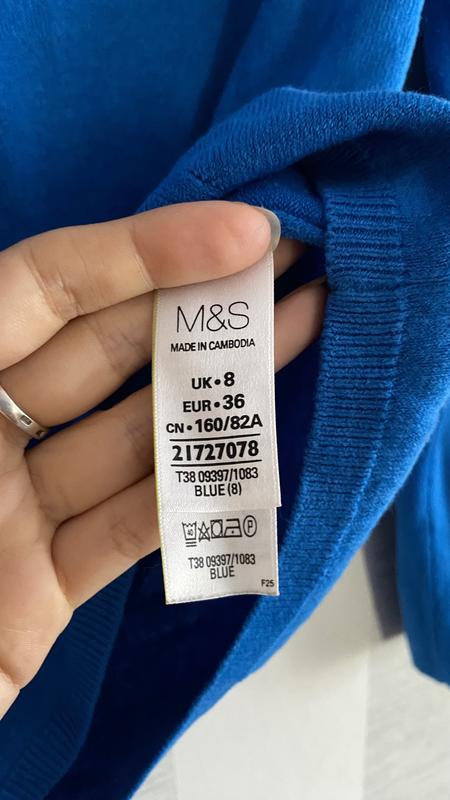 M&S
MADE IN CAMBODIA
UK•8
EUR•36
CN•160/82A
21727078
T38 09397/1083
BLUE (8)
40 P
T38 09397/1083
BLUE
F25